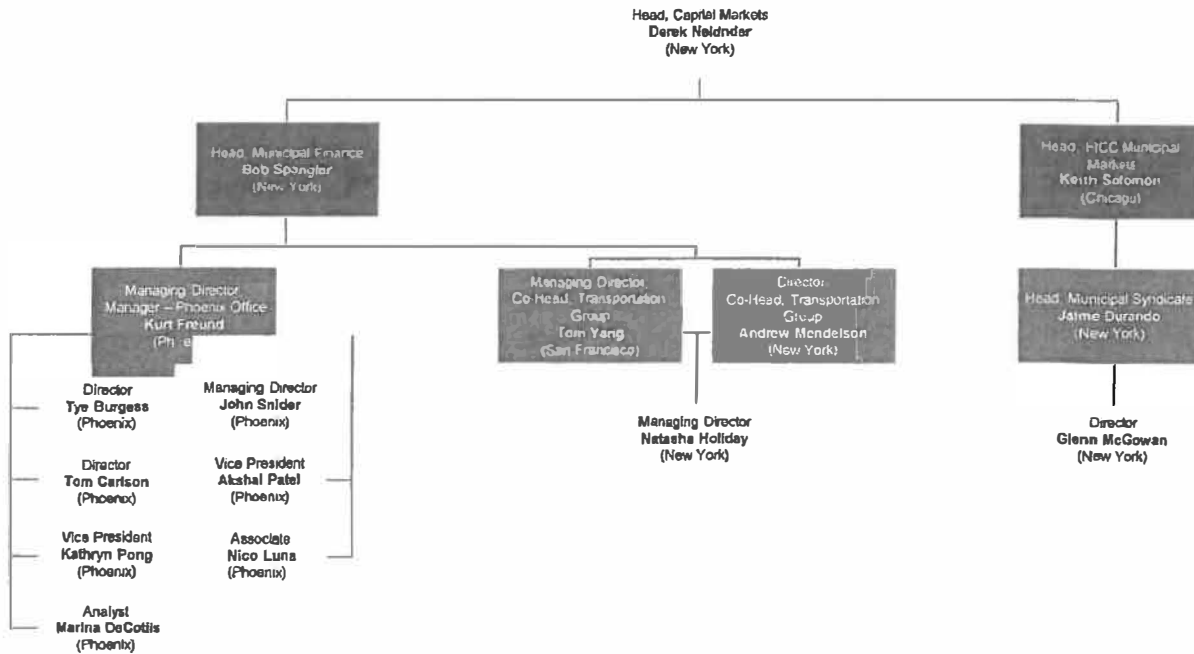 Head, Capital Markets
Derek Neidnder
(New York)
Head, Municipal Finance
Bob Spangler
(New York)
Head, FICC Municipal
Markets
Keith Solomon
(Chicago)
Managing Director,
Manager – Phoenix Office
Kurt Freund
Managing Director,
Co-Head, Transportation
Group
Tom Yang
(San Francisco)
Director
Co-Head, Transportation
Group
Andrew Mendelson
(New York)
Head, Municipal Syndicate
Jaime Durando
(New York)
Director
Tye Burgess
(Phoenix)
Managing Director
John Snider
(Phoenix)
Managing Director
Natasha Holiday
(New York)
Director
Glenn McGowan
(New York)
Director
Tom Carlson
(Phoenix)
Vice President
Akshai Patel
(Phoenix)
Vice President
Kathryn Pong
(Phoenix)
Associate
Nico Luna
(Phoenix)
Analyst
Marina DeCotiis
(Phoenix)